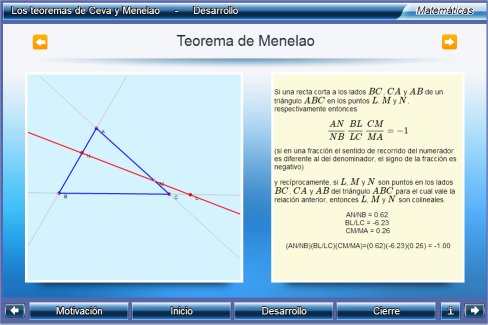 Los teoremas de Ceva y Menelao - Desarrollo
Matemáticas
Teorema de Menelao
A
N
M
B
C
L
Si una recta corta a los lados BC, CA y AB de un
triángulo ABC en los puntos L, M y N,
respectivamente entonces
AN/NB BL/LC CM/MA = -1
(si en una fracción el sentido de recorrido del numerador
es diferente al del denominador, el signo de la fracción es
negativo)
y recíprocamente, si L, M y N son puntos en los lados
BC, CA y AB del triángulo ABC para el cual vale la
relación anterior, entonces L, M y N son colineales.
AN/NB = 0.62
BL/LC = -6.23
CM/MA = 0.26
(AN/NB)(BL/LC)(CM/MA)=(0.62)(-6.23)(0.26) = -1.00
Motivación
Inicio
Desarrollo
Cierre
i